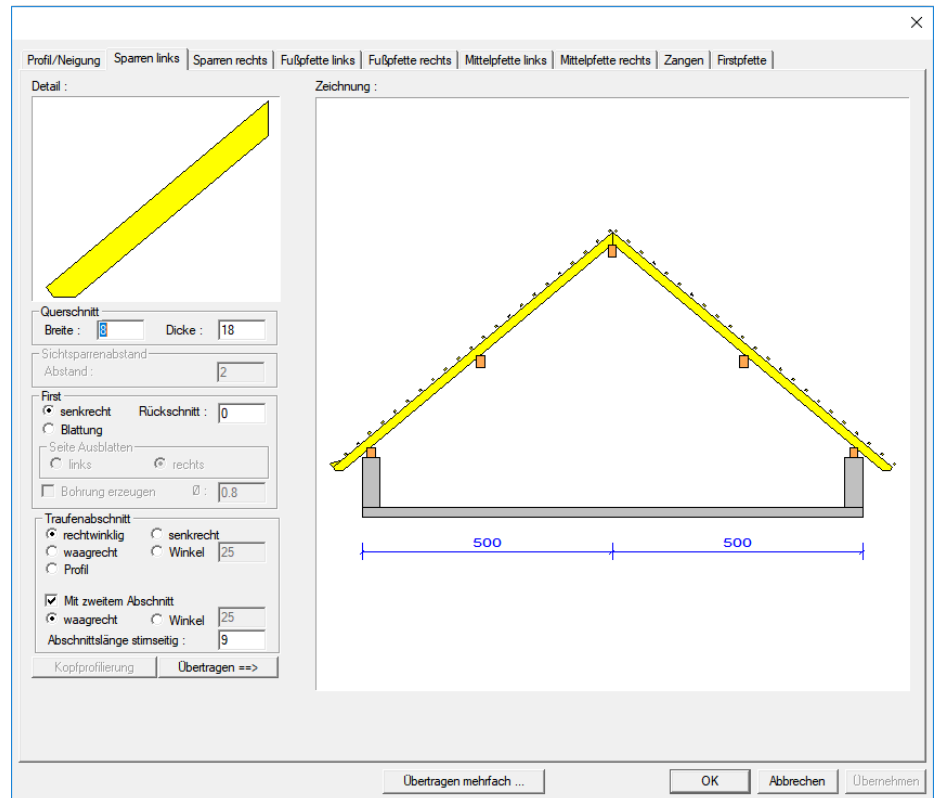 Profil/Neigung Sparren links Sparren rechts Fußpfette links Fußpfette rechts Mittelpfette links Mittelpfette rechts Zangen Firstpfette
Detail :
Zeichnung :
Querschnitt
Breite : 8 Dicke : 18
Sichtsparrenabstand
Abstand : 2
First
senkrecht Rückschnitt : 0
Blattung
Seite Ausblatten
links rechts
Bohrung erzeugen Ø : 0.8
Traufenabschnitt
rechtwinklig senkrecht
waagrecht Winkel 25
Profil
Mit zweitem Abschnitt
waagrecht Winkel 25
Abschnittslänge stirnseitig : 9
Kopfprofilierung Übertragen ==>
500 500
Übertragen mehrfach ... OK Abbrechen Übernehmen